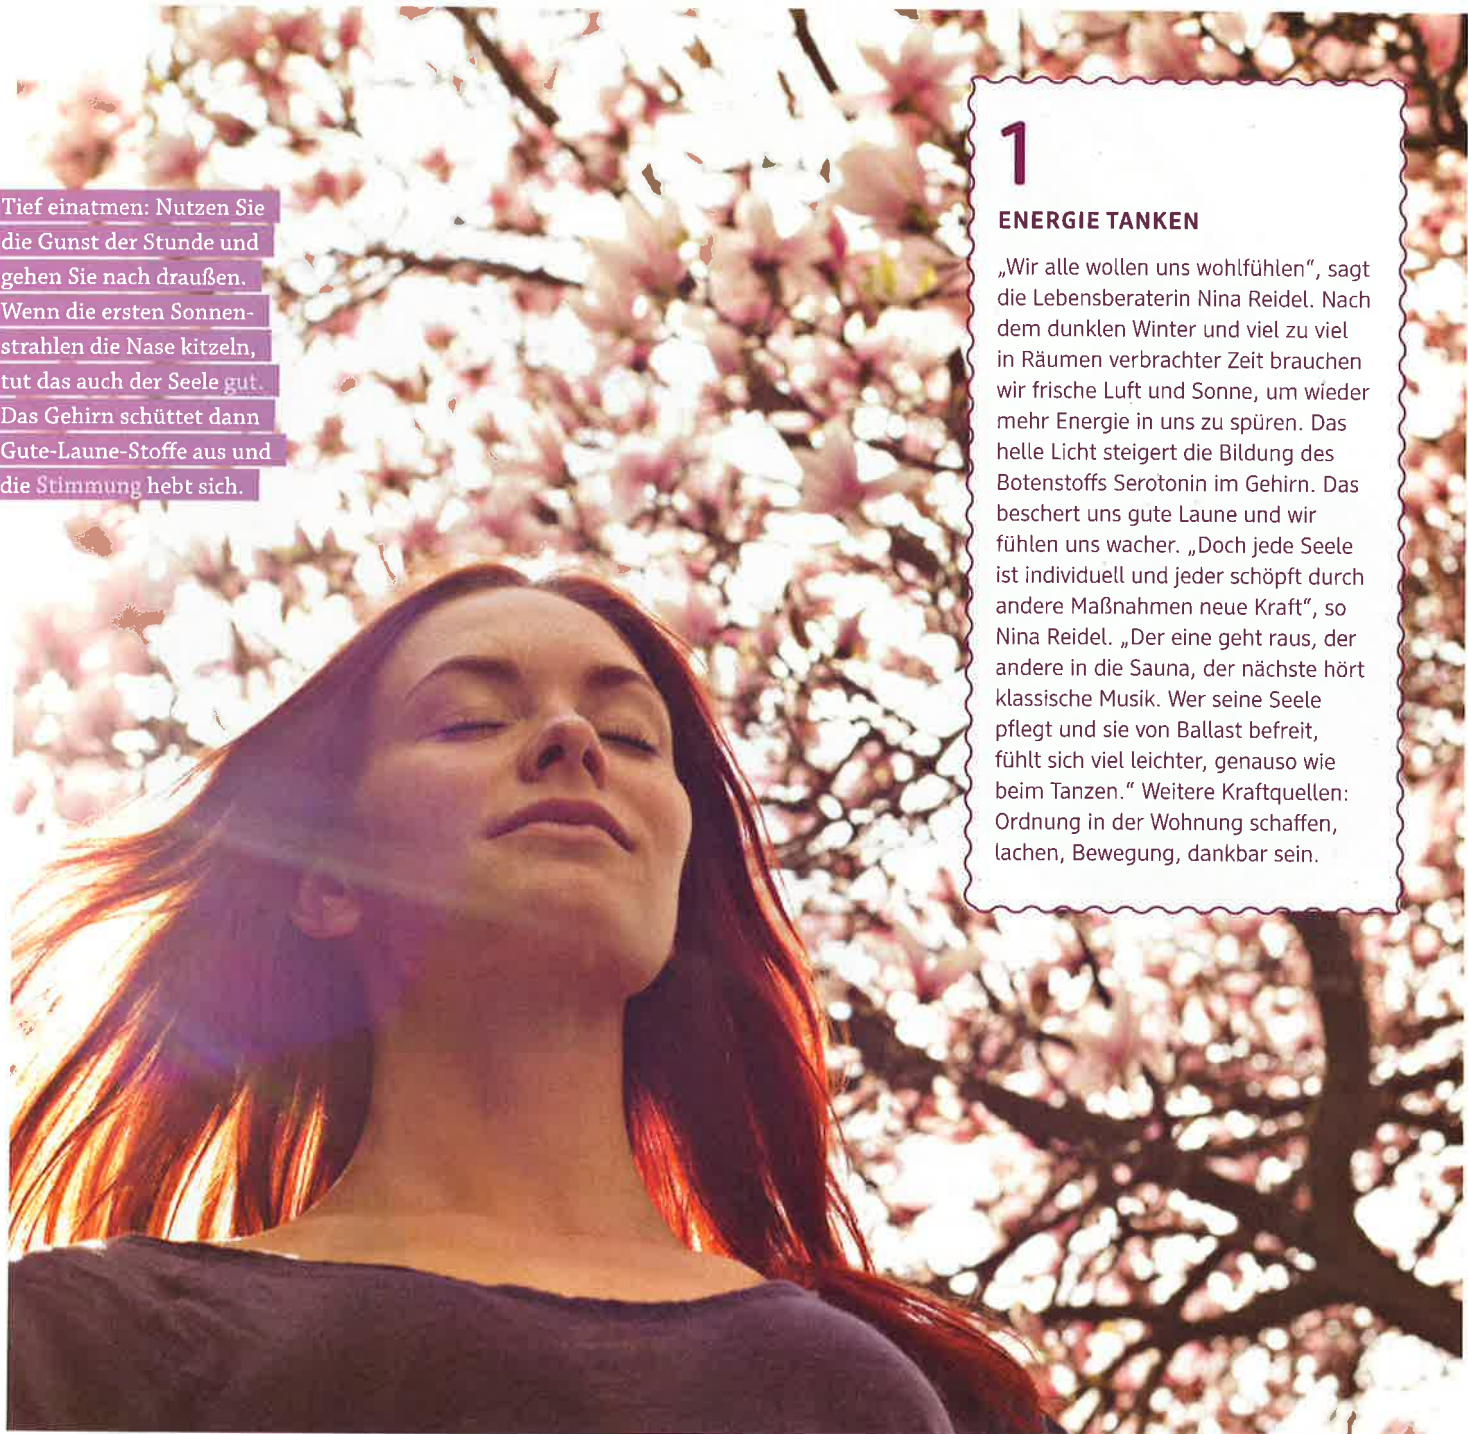 Tief einatmen: Nutzen Sie
die Gunst der Stunde und
gehen Sie nach draußen.
Wenn die ersten Sonnen-
strahlen die Nase kitzeln,
tut das auch der Seele gut.
Das Gehirn schüttet dann
Gute-Laune-Stoffe aus und
die Stimmung hebt sich.
1
ENERGIE TANKEN
„Wir alle wollen uns wohlfühlen“, sagt
die Lebensberaterin Nina Reidel. Nach
dem dunklen Winter und viel zu viel
in Räumen verbrachter Zeit brauchen
wir frische Luft und Sonne, um wieder
mehr Energie in uns zu spüren. Das
helle Licht steigert die Bildung des
Botenstoffs Serotonin im Gehirn. Das
beschert uns gute Laune und wir
fühlen uns wacher. „Doch jede Seele
ist individuell und jeder schöpft durch
andere Maßnahmen neue Kraft“, so
Nina Reidel. „Der eine geht raus, der
andere in die Sauna, der nächste hört
klassische Musik. Wer seine Seele
pflegt und sie von Ballast befreit,
fühlt sich viel leichter, genauso wie
beim Tanzen.“ Weitere Kraftquellen:
Ordnung in der Wohnung schaffen,
lachen, Bewegung, dankbar sein.